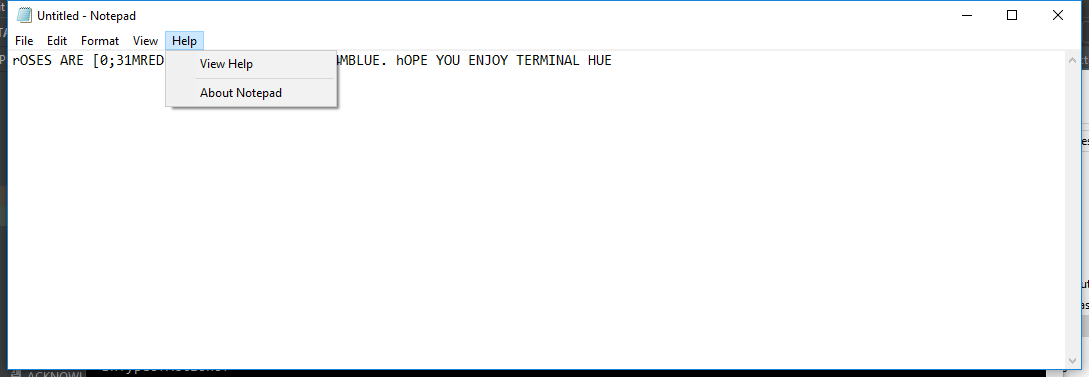 Untitled - Notepad
File Edit Format View Help
rOSES ARE [0;31MRED MBLUE. hOPE YOU ENJOY TERMINAL HUE
View Help
About Notepad
ACKNOWL